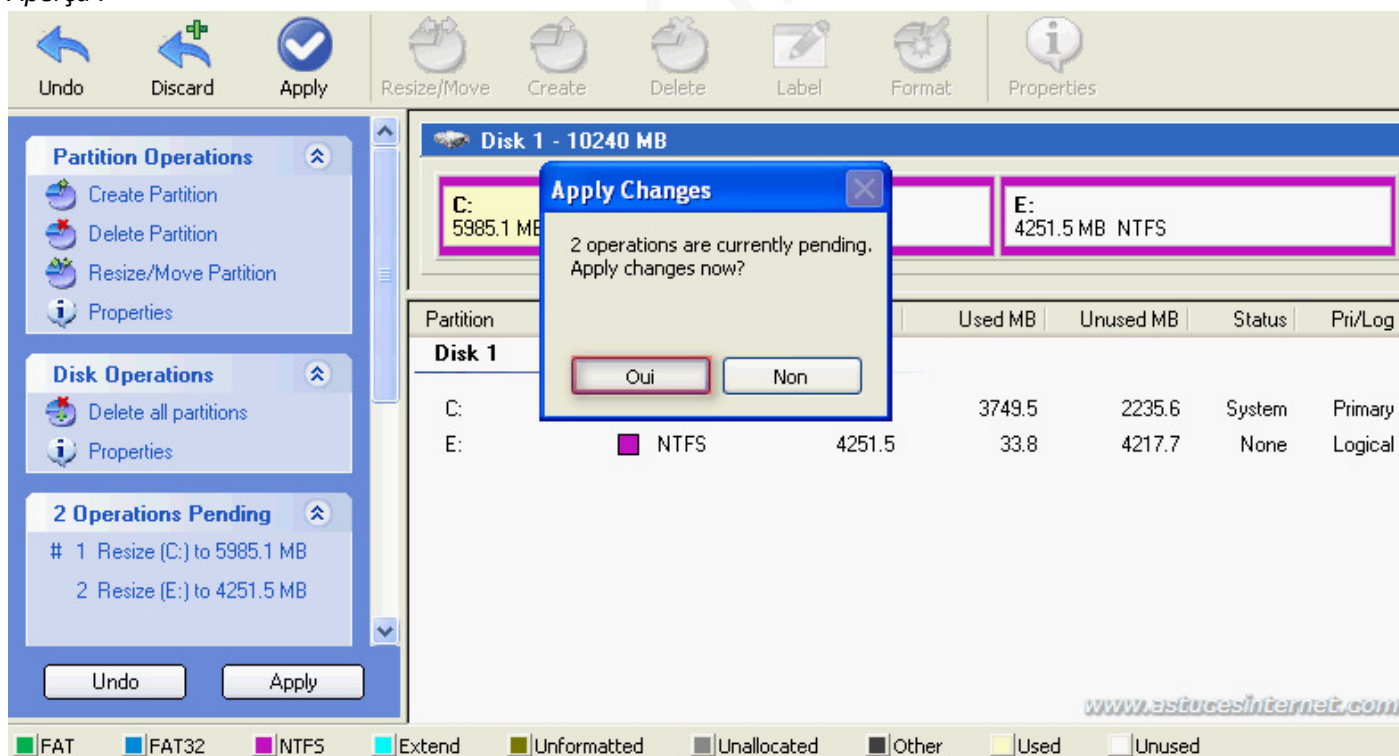 Aperçu :
Undo Discard Apply Resize/Move Create Delete Label Format Properties
Partition Operations
Create Partition
Delete Partition
Resize/Move Partition
Properties
Disk Operations
Delete all partitions
Properties
2 Operations Pending
# 1 Resize (C:) to 5985.1 MB
2 Resize (E:) to 4251.5 MB
Undo Apply
Disk 1 - 10240 MB
C:
5985.1 MB
E:
4251.5 MB NTFS
Apply Changes
2 operations are currently pending.
Apply changes now?
Oui Non
Partition Used MB Unused MB Status Pri/Log
Disk 1
C: 3749.5 2235.6 System Primary
E: NTFS 4251.5 33.8 4217.7 None Logical
www.astucesinternet.com
FAT FAT32 NTFS Extend Unformatted Unallocated Other Used Unused